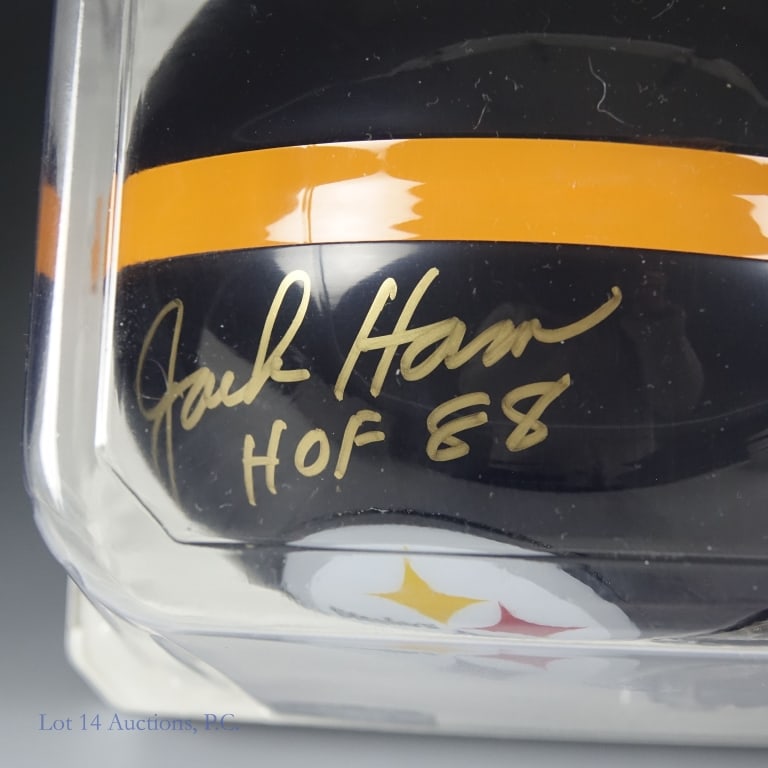 Jack Ham
HOF 88
Lot 14 Auctions, P.C.